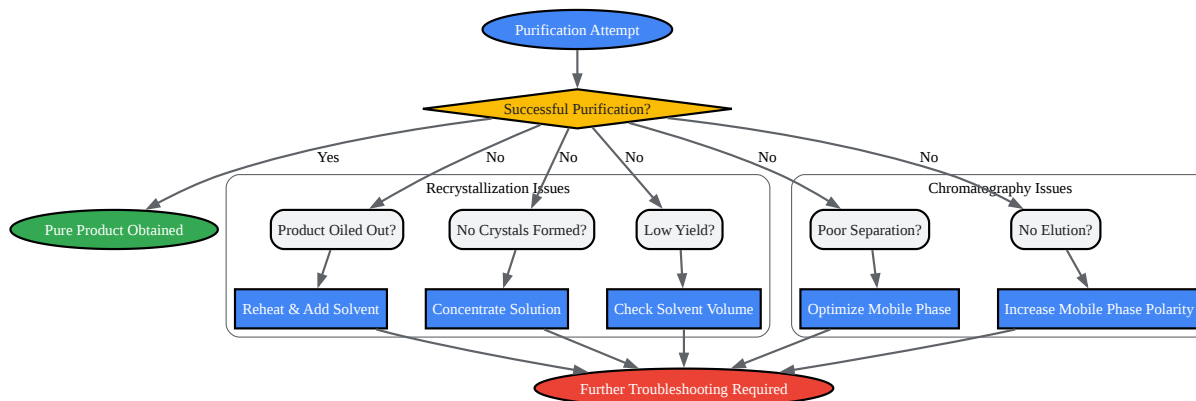 Purification Attempt
Successful Purification?
Yes
No
No
No
No
No
Recrystallization Issues
Chromatography Issues
Pure Product Obtained
Product Oiled Out?
No Crystals Formed?
Low Yield?
Poor Separation?
No Elution?
Reheat & Add Solvent
Concentrate Solution
Check Solvent Volume
Optimize Mobile Phase
Increase Mobile Phase Polarity
Further Troubleshooting Required